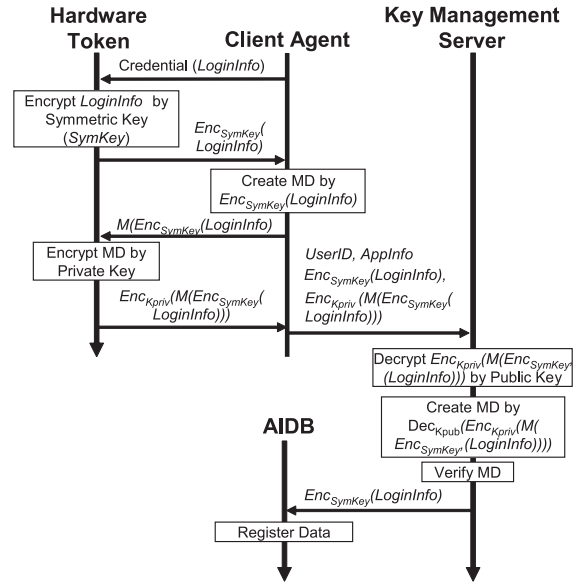 Hardware
Token
Client Agent
Key Management
Server
Credential (LoginInfo)
Encrypt LoginInfo by
Symmetric Key
(SymKey)
EncSymKey(
LoginInfo)
Create MD by
EncSymKey(LoginInfo)
M(EncSymKey(LoginInfo)
Encrypt MD by
Private Key
UserID, AppInfo
EncSymKey(LoginInfo),
EncKpriv(M(EncSymKey(
LoginInfo)))
EncKpriv(M(EncSymKey(
LoginInfo)))
Decrypt EncKpriv(M(EncSymKey,
(LoginInfo))) by Public Key
Create MD by
DecKpub(EncKpriv(M(
EncSymKey,(LoginInfo))))
Verify MD
AIDB
EncSymKey(LoginInfo)
Register Data